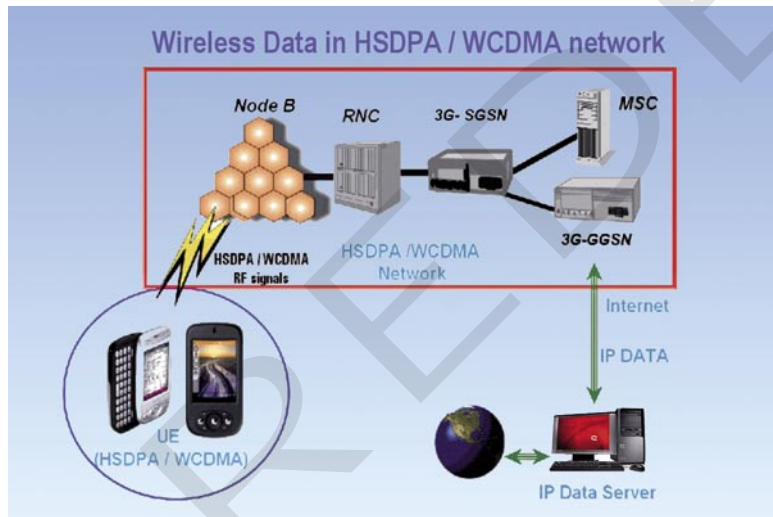 Wireless Data in HSDPA / WCDMA network
Node B
RNC
3G- SGSN
MSC
3G-GGSN
HSDPA / WCDMA
RF signals
HSDPA /WCDMA
Network
Internet
IP DATA
UE
(HSDPA / WCDMA)
IP Data Server